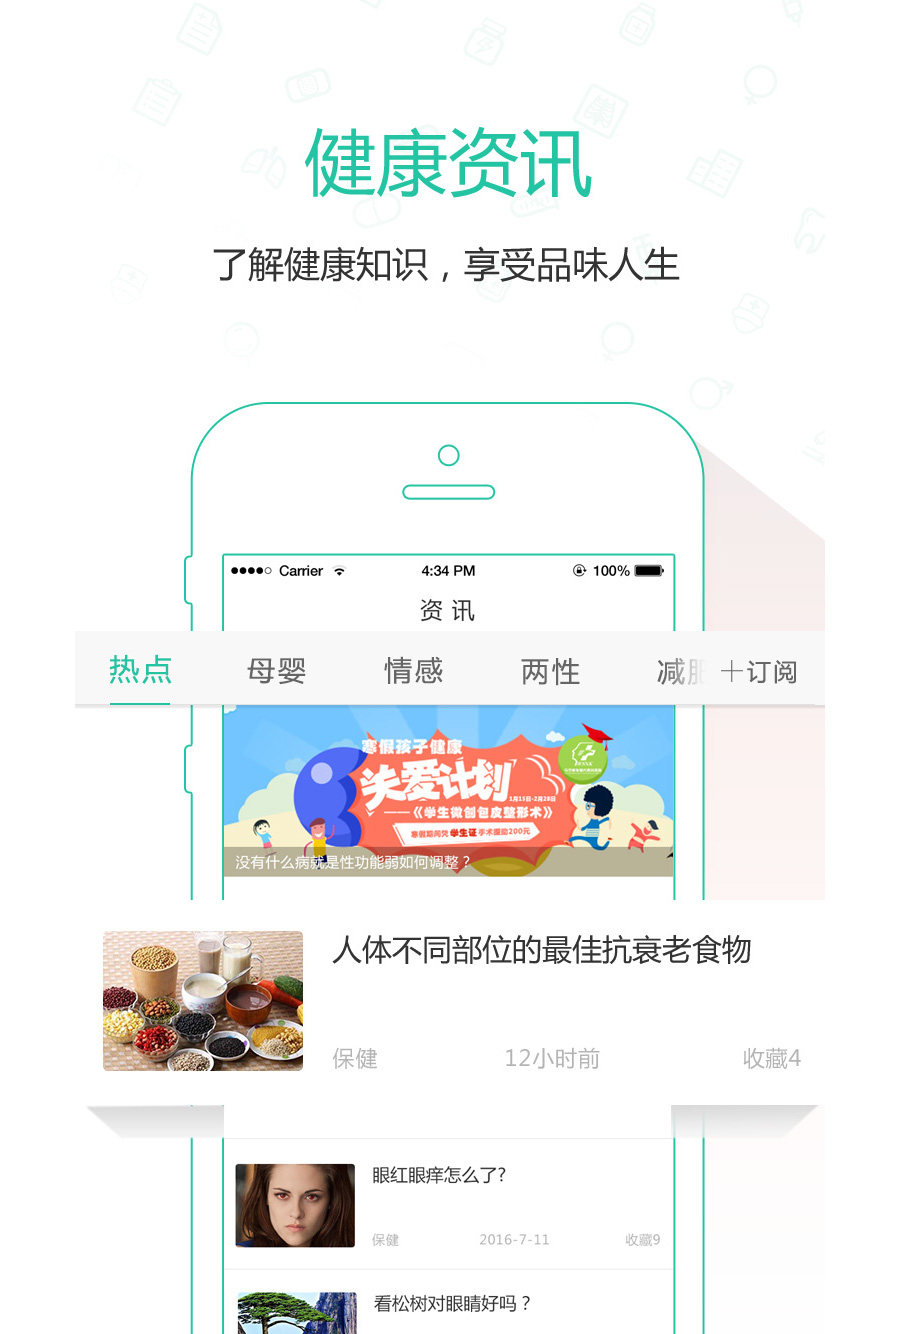 健康资讯
了解健康知识，享受品味人生
Carrier 4:34 PM 100%
资讯
热点 母婴 情感 两性 减肥 +订阅
寒假孩子健康
关爱计划
1月15日-2月28日
——《学生微创包皮整形术》
寒假期间凭 学生证 手术援助200元
没有什么病就是性功能弱如何调整？
人体不同部位的最佳抗衰老食物
保健 12小时前 收藏4
眼红眼痒怎么了?
保健 2016-7-11 收藏9
看松树对眼睛好吗？